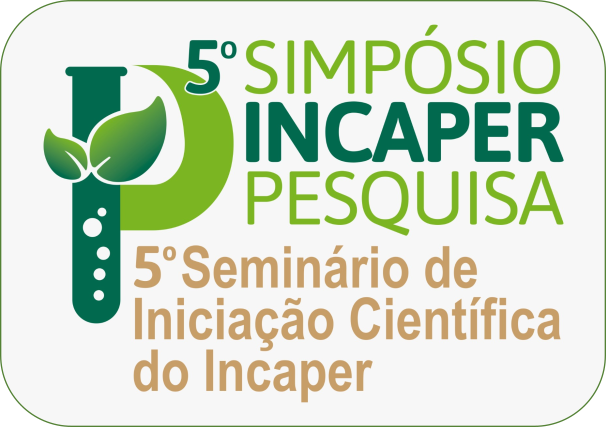 5º SIMPÓSIO
INCAPER
PESQUISA
5º Seminário de
Iniciação Científica
do Incaper